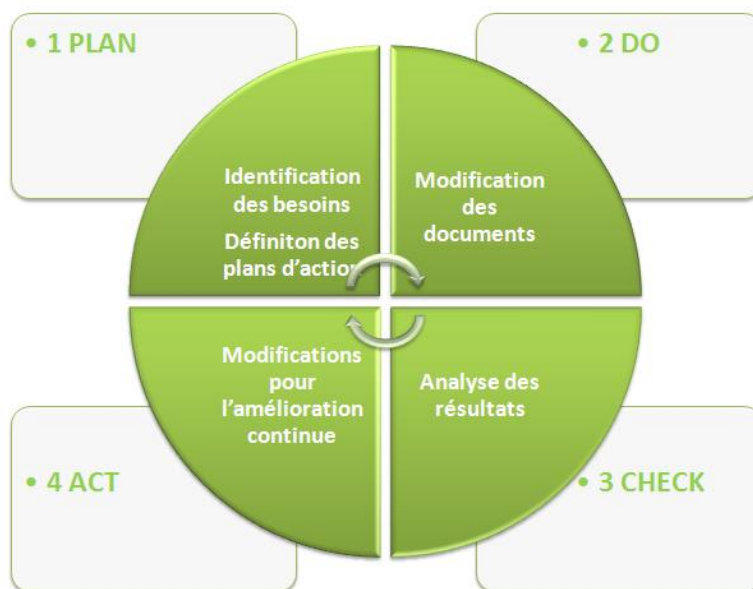 • 1 PLAN
• 2 DO
Identification
des besoins
Définiton des
plans d'action
Modification
des
documents
Modifications
pour
l'amélioration
continue
Analyse des
résultats
• 4 ACT
• 3 CHECK